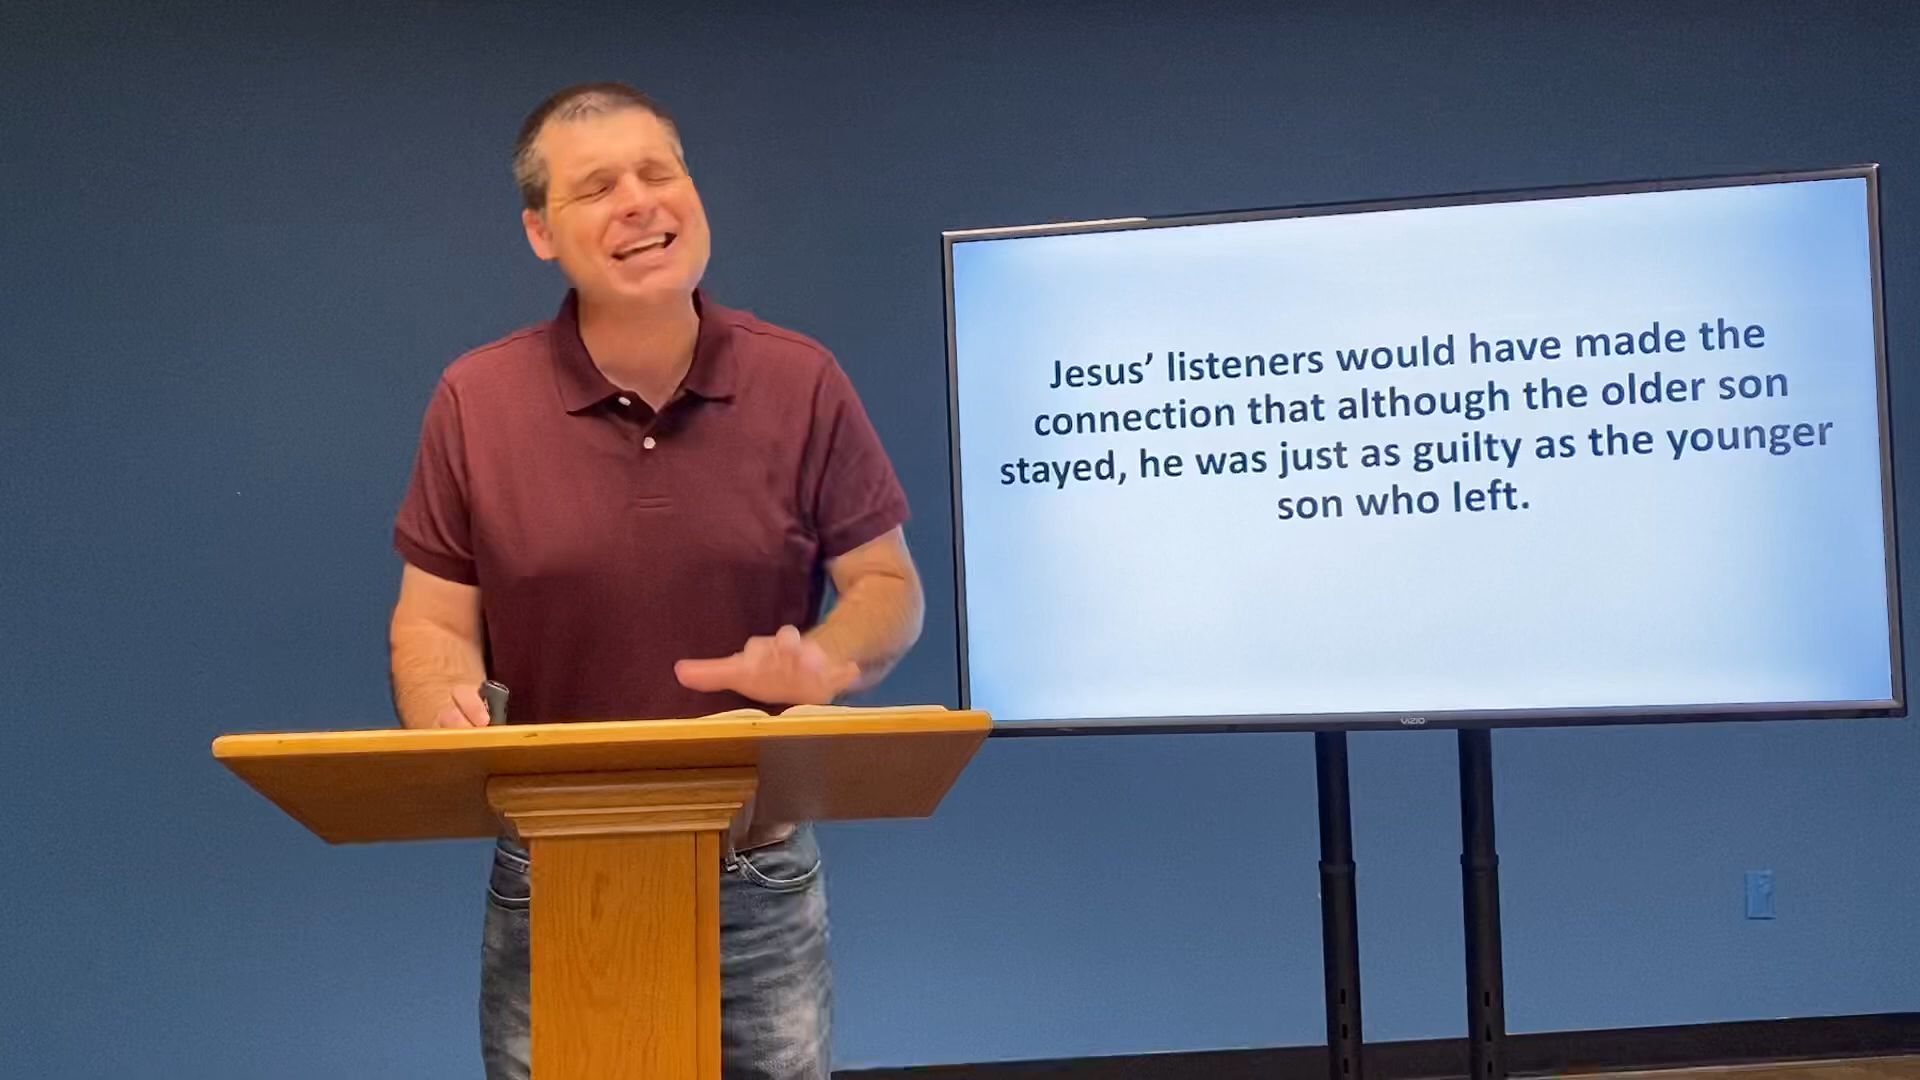 Jesus’ listeners would have made the
connection that although the older son
stayed, he was just as guilty as the younger
son who left.
VIZIO